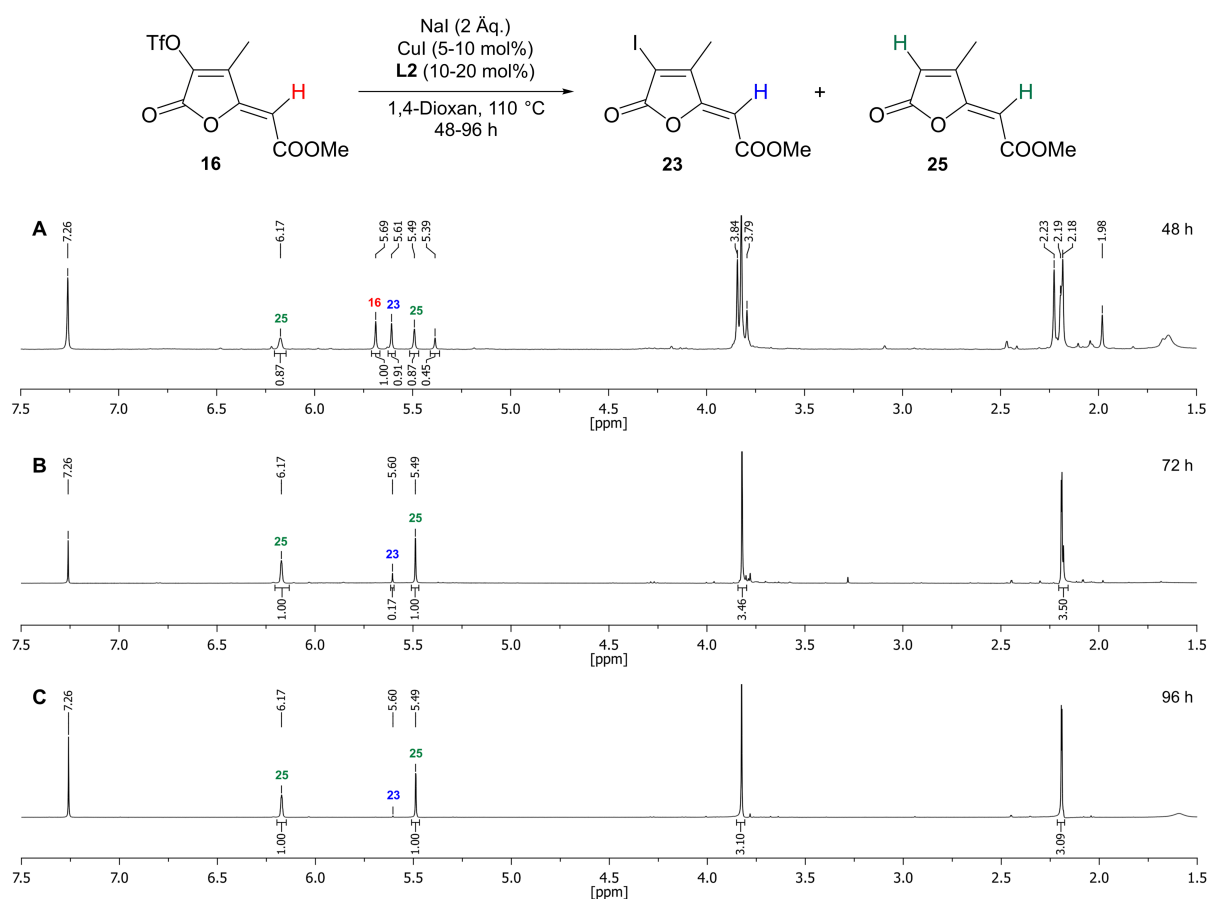 NaI (2 Äq.)
CuI (5-10 mol%)
L2 (10-20 mol%)
1,4-Dioxan, 110 °C
48-96 h
TfO
H
O
O
COOMe
16
I
H
O
O
COOMe
23
+
H
H
O
O
COOMe
25
A
48 h
7.26
6.17
5.69
5.61
5.49
5.39
3.84
3.79
2.23
2.19
2.18
1.98
25
16
23
25
0.87
1.00
0.91
0.87
0.45
7.5 7.0 6.5 6.0 5.5 5.0 4.5 4.0 3.5 3.0 2.5 2.0 1.5
[ppm]
B
72 h
7.26
6.17
5.60
5.49
25
23
25
1.00
0.17
1.00
3.46
3.50
7.5 7.0 6.5 6.0 5.5 5.0 4.5 4.0 3.5 3.0 2.5 2.0 1.5
[ppm]
C
96 h
7.26
6.17
5.60
5.49
25
23
25
1.00
1.00
3.10
3.09
7.5 7.0 6.5 6.0 5.5 5.0 4.5 4.0 3.5 3.0 2.5 2.0 1.5
[ppm]